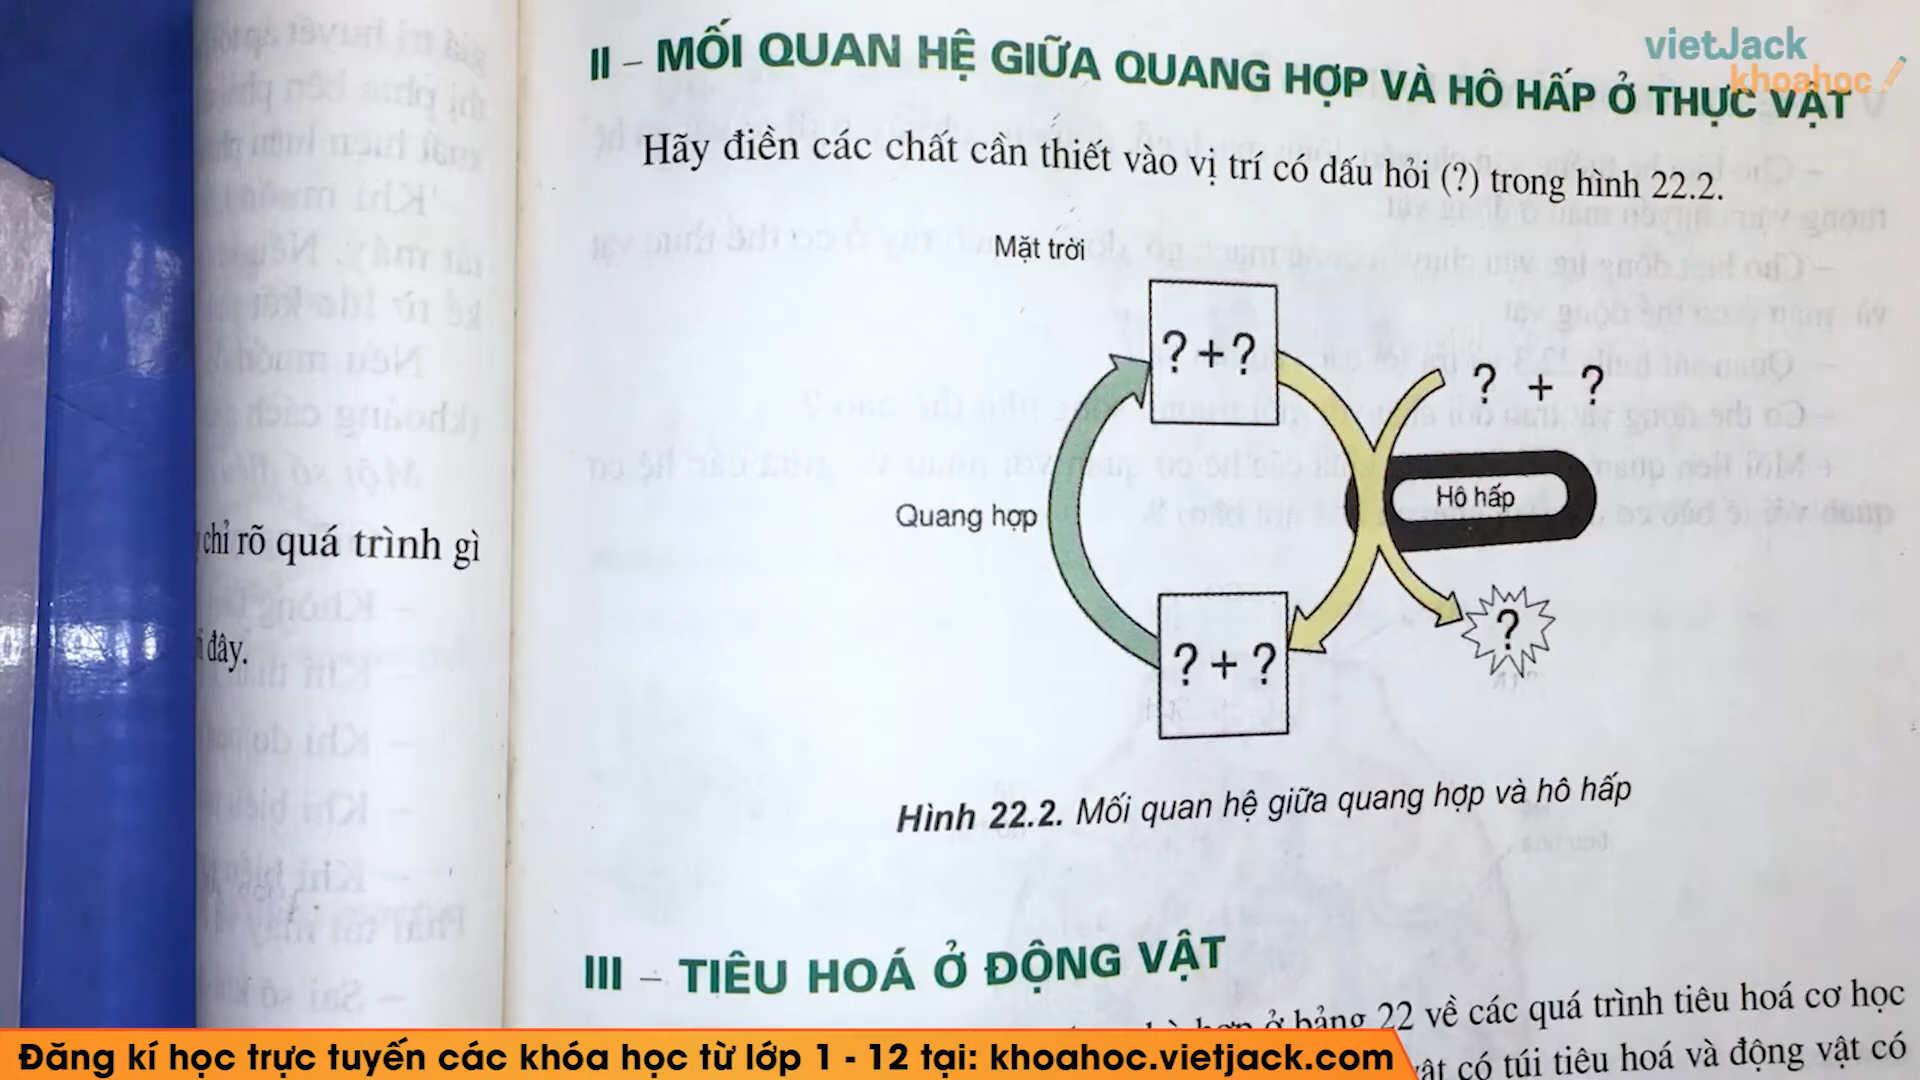 vietJack
khoahoc
II – MỐI QUAN HỆ GIỮA QUANG HỢP VÀ HÔ HẤP Ở THỰC VẬT
Hãy điền các chất cần thiết vào vị trí có dấu hỏi (?) trong hình 22.2.
Mặt trời
? + ?
? + ?
Hô hấp
Quang hợp
chỉ rõ quá trình gì
?
đây.
? + ?
Hình 22.2. Mối quan hệ giữa quang hợp và hô hấp
III – TIÊU HOÁ Ở ĐỘNG VẬT
ở bảng 22 về các quá trình tiêu hoá cơ học
có túi tiêu hoá và động vật có
Đăng kí học trực tuyến các khóa học từ lớp 1 - 12 tại: khoahoc.vietjack.com